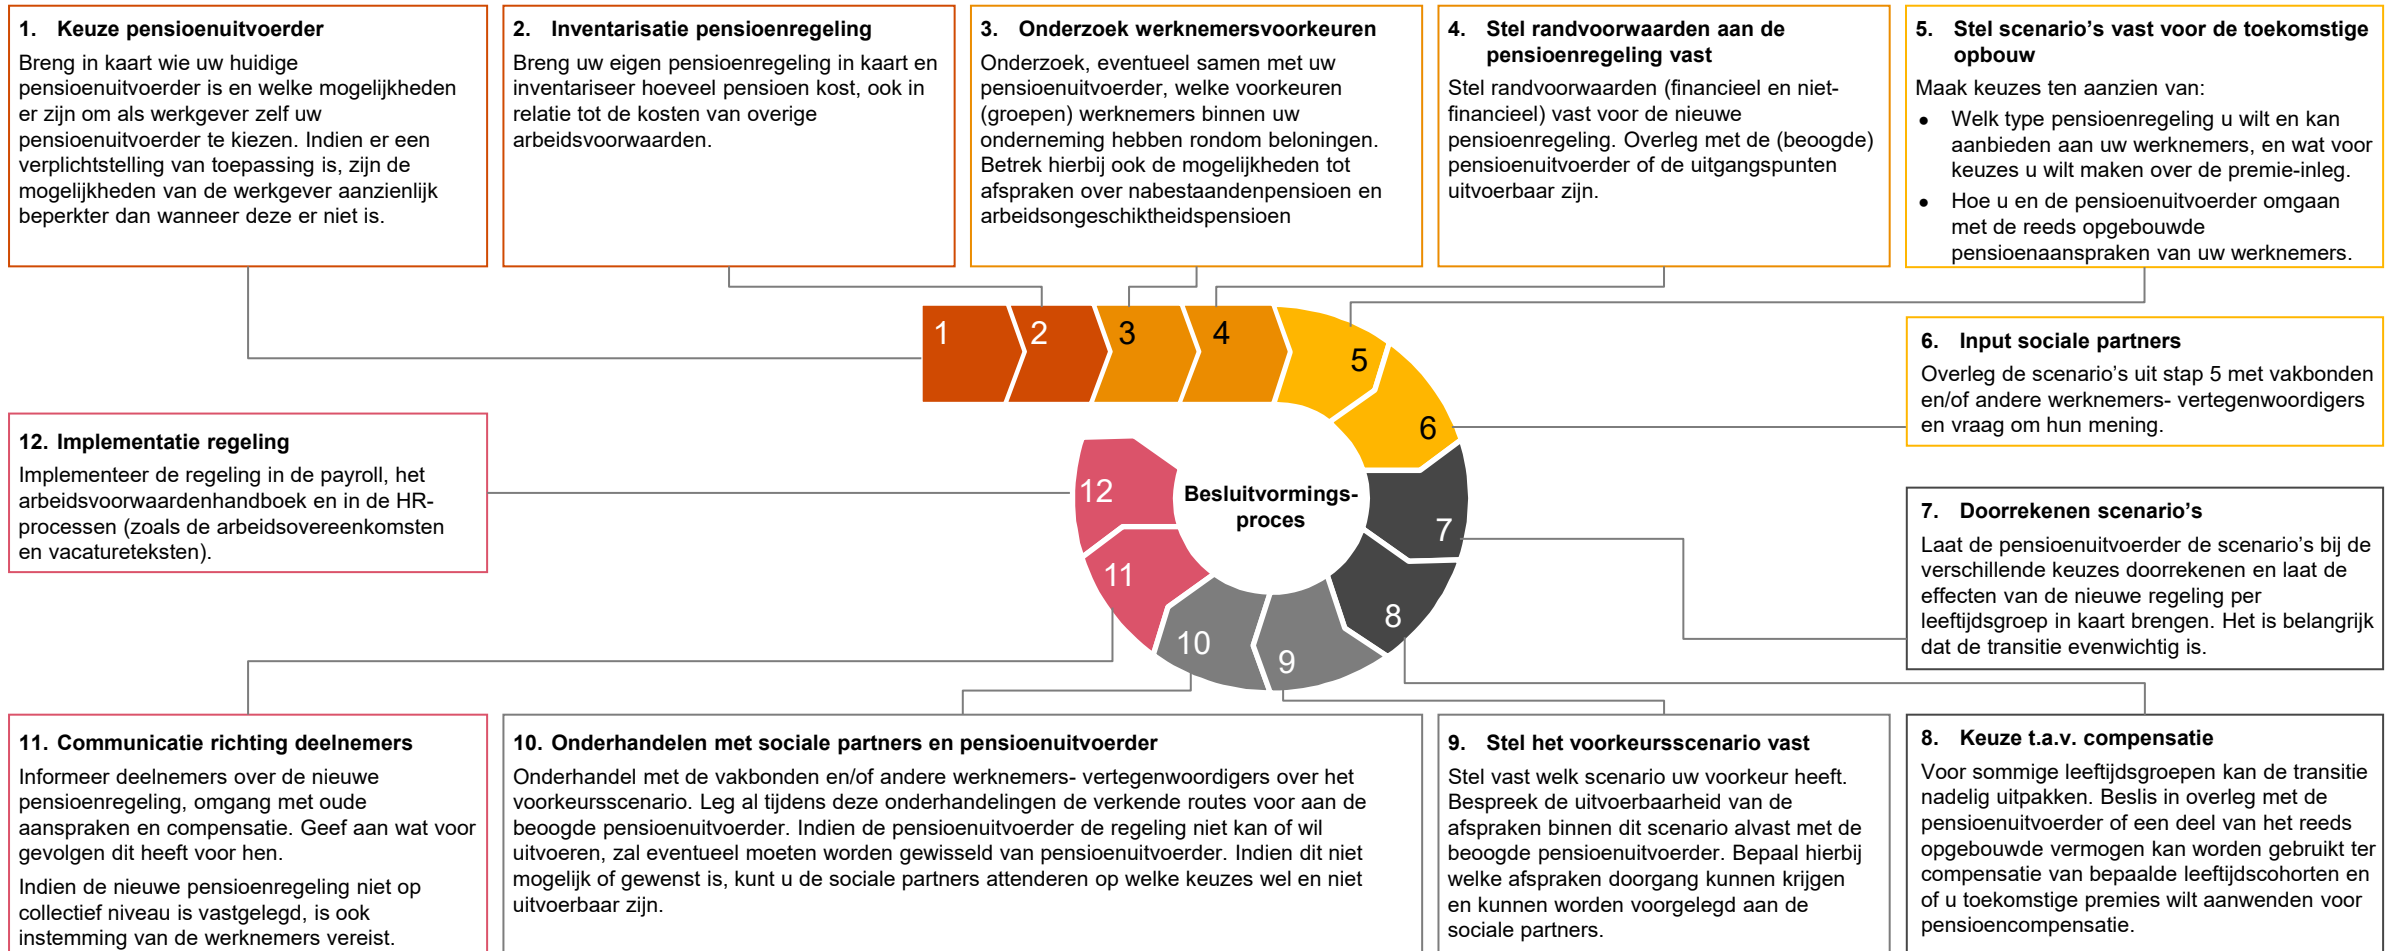 1. Keuze pensioenuitvoerder
Breng in kaart wie uw huidige
pensioenuitvoerder is en welke mogelijkheden
er zijn om als werkgever zelf uw
pensioenuitvoerder te kiezen. Indien er een
verplichtstelling van toepassing is, zijn de
mogelijkheden van de werkgever aanzienlijk
beperkter dan wanneer deze er niet is.
2. Inventarisatie pensioenregeling
Breng uw eigen pensioenregeling in kaart en
inventariseer hoeveel pensioen kost, ook in
relatie tot de kosten van overige
arbeidsvoorwaarden.
3. Onderzoek werknemersvoorkeuren
Onderzoek, eventueel samen met uw
pensioenuitvoerder, welke voorkeuren
(groepen) werknemers binnen uw
onderneming hebben rondom beloningen.
Betrek hierbij ook de mogelijkheden tot
afspraken over nabestaandenpensioen en
arbeidsongeschiktheidspensioen
4. Stel randvoorwaarden aan de
pensioenregeling vast
Stel randvoorwaarden (financieel en niet-
financieel) vast voor de nieuwe
pensioenregeling. Overleg met de (beoogde)
pensioenuitvoerder of de uitgangspunten
uitvoerbaar zijn.
5. Stel scenario's vast voor de toekomstige
opbouw
Maak keuzes ten aanzien van:
• Welk type pensioenregeling u wilt en kan
aanbieden aan uw werknemers, en wat voor
keuzes u wilt maken over de premie-inleg.
• Hoe u en de pensioenuitvoerder omgaan
met de reeds opgebouwde
pensioenaanspraken van uw werknemers.
1
2
3
4
5
6
7
8
9
10
11
12
Besluitvormings-
proces
6. Input sociale partners
Overleg de scenario's uit stap 5 met vakbonden
en/of andere werknemers- vertegenwoordigers
en vraag om hun mening.
12. Implementatie regeling
Implementeer de regeling in de payroll, het
arbeidsvoorwaardenhandboek en in de HR-
processen (zoals de arbeidsovereenkomsten
en vacatureteksten).
7. Doorrekenen scenario's
Laat de pensioenuitvoerder de scenario's bij de
verschillende keuzes doorrekenen en laat de
effecten van de nieuwe regeling per
leeftijdsgroep in kaart brengen. Het is belangrijk
dat de transitie evenwichtig is.
11. Communicatie richting deelnemers
Informeer deelnemers over de nieuwe
pensioenregeling, omgang met oude
aanspraken en compensatie. Geef aan wat voor
gevolgen dit heeft voor hen.
Indien de nieuwe pensioenregeling niet op
collectief niveau is vastgelegd, is ook
instemming van de werknemers vereist.
10. Onderhandelen met sociale partners en pensioenuitvoerder
Onderhandel met de vakbonden en/of andere werknemers- vertegenwoordigers over het
voorkeursscenario. Leg al tijdens deze onderhandelingen de verkende routes voor aan de
beoogde pensioenuitvoerder. Indien de pensioenuitvoerder de regeling niet kan of wil
uitvoeren, zal eventueel moeten worden gewisseld van pensioenuitvoerder. Indien dit niet
mogelijk of gewenst is, kunt u de sociale partners attenderen op welke keuzes wel en niet
uitvoerbaar zijn.
9. Stel het voorkeursscenario vast
Stel vast welk scenario uw voorkeur heeft.
Bespreek de uitvoerbaarheid van de
afspraken binnen dit scenario alvast met de
beoogde pensioenuitvoerder. Bepaal hierbij
welke afspraken doorgang kunnen krijgen
en kunnen worden voorgelegd aan de
sociale partners.
8. Keuze t.a.v. compensatie
Voor sommige leeftijdsgroepen kan de transitie
nadelig uitpakken. Beslis in overleg met de
pensioenuitvoerder of een deel van het reeds
opgebouwde vermogen kan worden gebruikt ter
compensatie van bepaalde leeftijdscohorten en
of u toekomstige premies wilt aanwenden voor
pensioencompensatie.